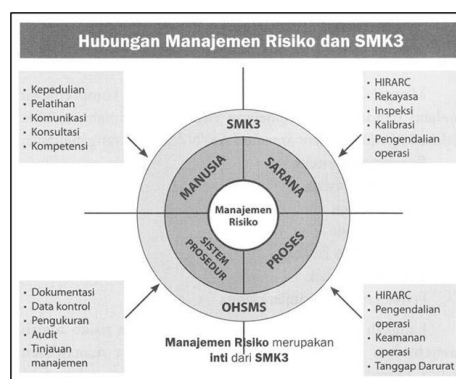 Hubungan Manajemen Risiko dan SMK3
• Kepedulian
• Pelatihan
• Komunikasi
• Konsultasi
• Kompetensi
• HIRARC
• Rekayasa
• Inspeksi
• Kalibrasi
• Pengendalian
operasi
SMK3
MANUSIA
SARANA
Manajemen
Risiko
SISTEM
PROSEDUR
PROSES
OHSMS
• Dokumentasi
• Data kontrol
• Pengukuran
• Audit
• Tinjauan
manajemen
• HIRARC
• Pengendalian
operasi
• Keamanan
operasi
• Tanggap Darurat
Manajemen Risiko merupakan
inti dari SMK3